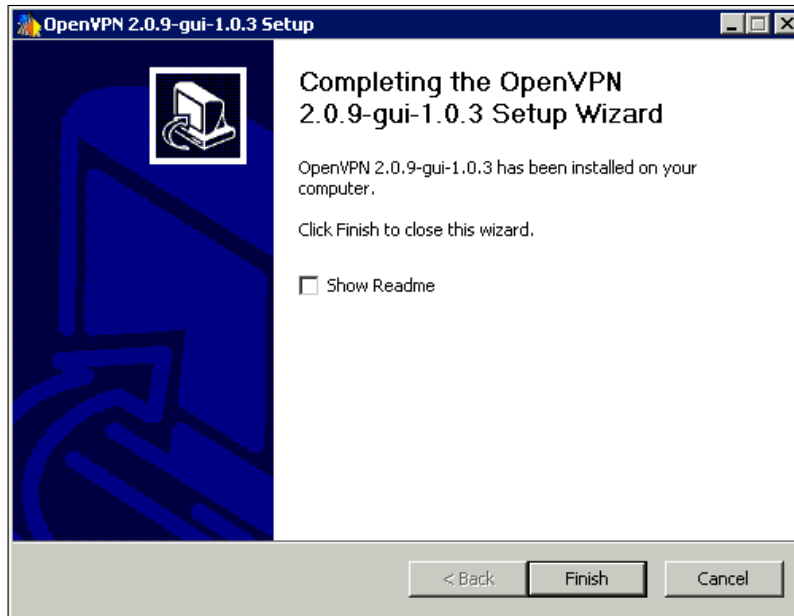 OpenVPN 2.0.9-gui-1.0.3 Setup
Completing the OpenVPN
2.0.9-gui-1.0.3 Setup Wizard
OpenVPN 2.0.9-gui-1.0.3 has been installed on your
computer.
Click Finish to close this wizard.
Show Readme
< Back
Finish
Cancel